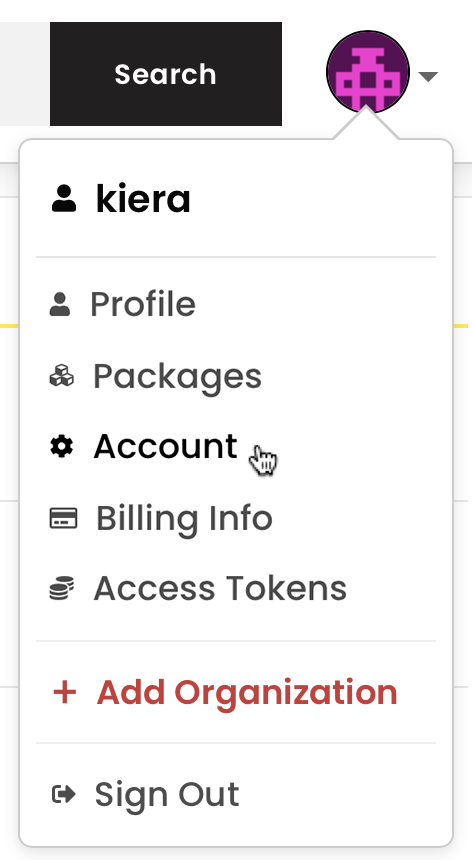 Search
kiera
Profile
Packages
Account
Billing Info
Access Tokens
+ Add Organization
Sign Out